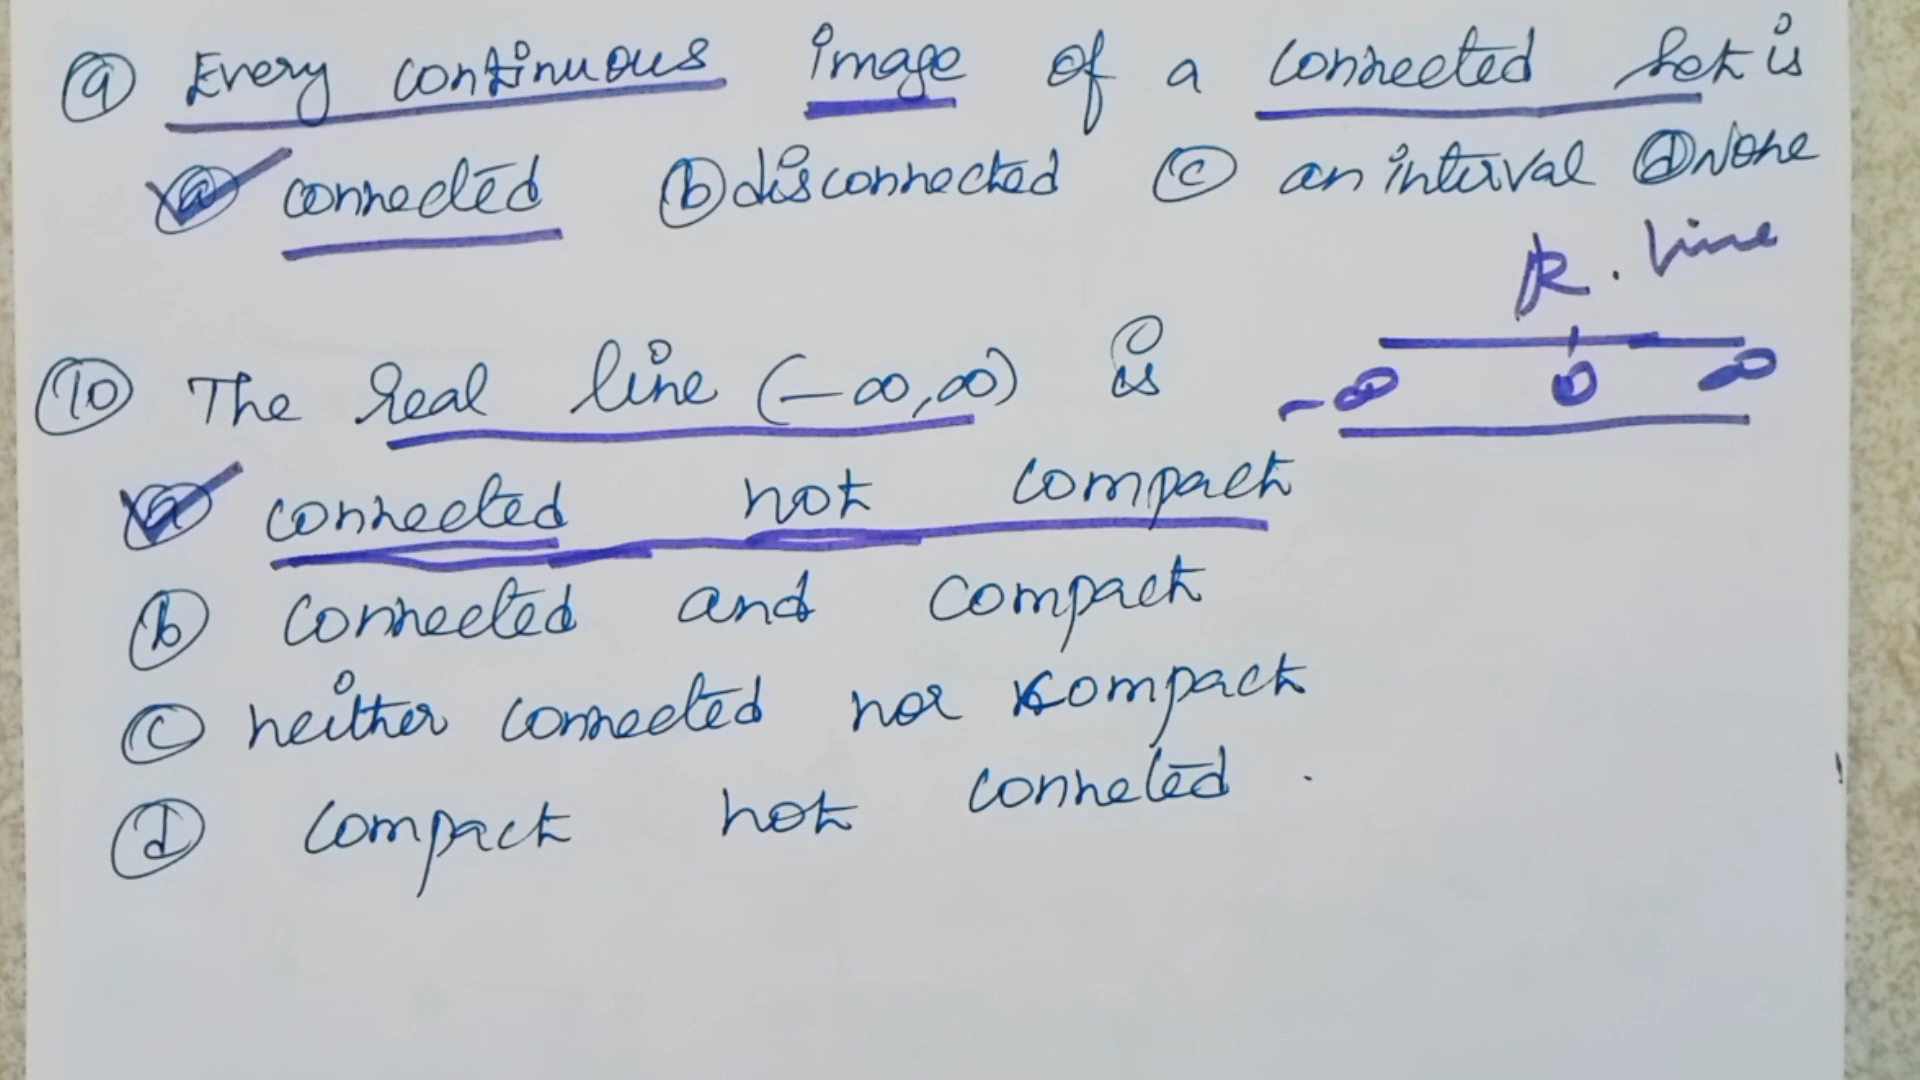 9 Every continuous image of a connected set is
a connected b disconnected c an interval d None
R. line
10 The real line (-∞,∞) is
-∞ 0 ∞
a connected not compact
b connected and compact
c neither connected nor compact
d compact not conneted.